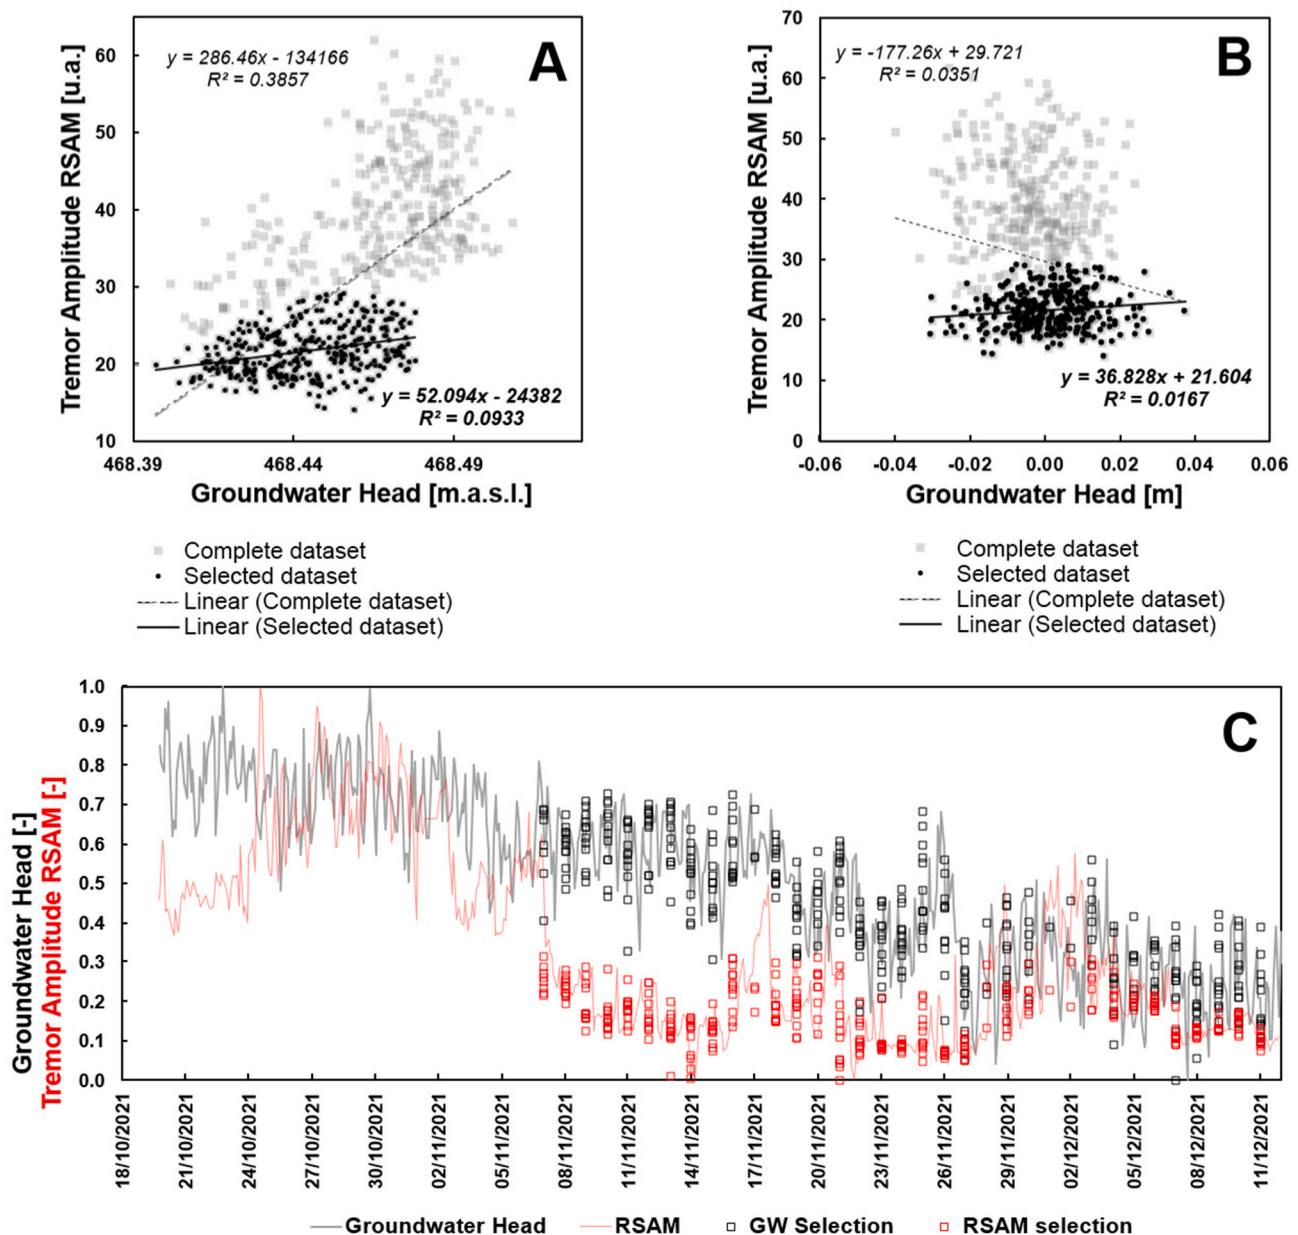 A
y = 286.46x - 134166
R² = 0.3857
Tremor Amplitude RSAM [u.a.]
60
50
40
30
20
10
y = 52.094x - 24382
R² = 0.0933
468.39
468.44
468.49
Groundwater Head [m.a.s.l.]
Complete dataset
Selected dataset
Linear (Complete dataset)
Linear (Selected dataset)
B
y = -177.26x + 29.721
R² = 0.0351
Tremor Amplitude RSAM [u.a.]
70
60
50
40
30
20
10
0
y = 36.828x + 21.604
R² = 0.0167
-0.06
-0.04
-0.02
0.00
0.02
0.04
0.06
Groundwater Head [m]
Complete dataset
Selected dataset
Linear (Complete dataset)
Linear (Selected dataset)
C
Groundwater Head [-]
Tremor Amplitude RSAM [-]
1.0
0.9
0.8
0.7
0.6
0.5
0.4
0.3
0.2
0.1
0.0
18/10/2021
21/10/2021
24/10/2021
27/10/2021
30/10/2021
02/11/2021
05/11/2021
08/11/2021
11/11/2021
14/11/2021
17/11/2021
20/11/2021
23/11/2021
26/11/2021
29/11/2021
02/12/2021
05/12/2021
08/12/2021
11/12/2021
Groundwater Head
RSAM
GW Selection
RSAM selection